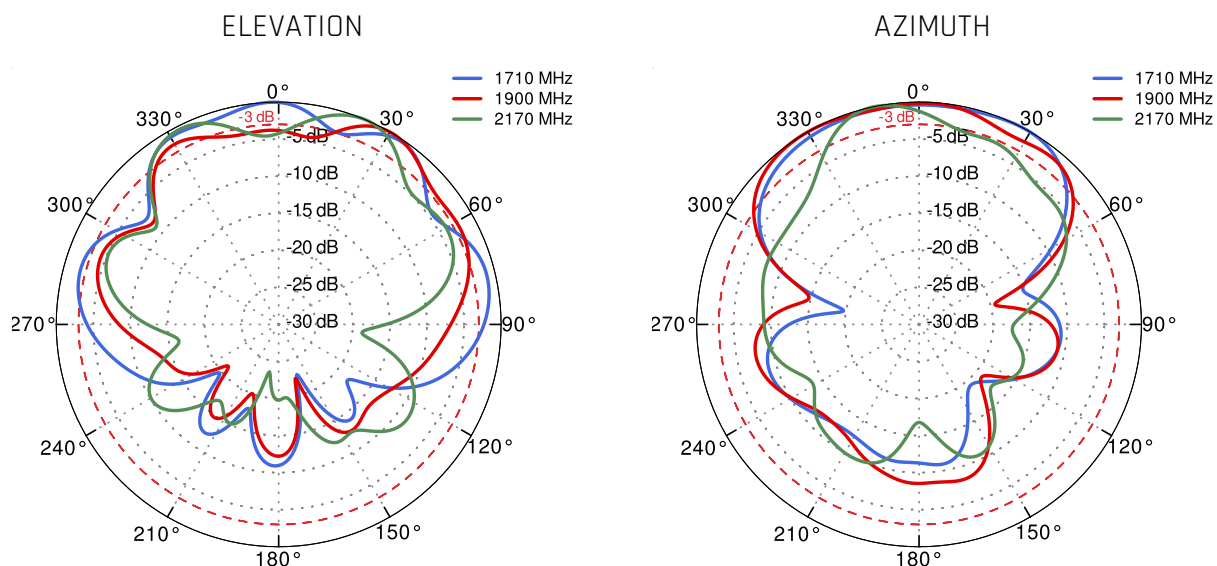 ELEVATION
1710 MHz
1900 MHz
2170 MHz
0°
330°
30°
-3 dB
-5 dB
-10 dB
300°
60°
-15 dB
-20 dB
-25 dB
270°
-30 dB
90°
240°
120°
210°
150°
180°
AZIMUTH
1710 MHz
1900 MHz
2170 MHz
0°
330°
30°
-3 dB
-5 dB
-10 dB
300°
60°
-15 dB
-20 dB
-25 dB
270°
-30 dB
90°
240°
120°
210°
150°
180°